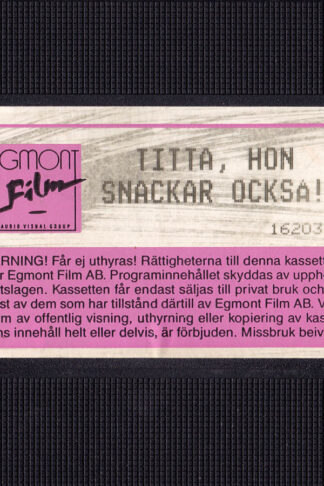 GMONT
Film
AUDIO VISUAL GROUP
TITTA, HON
SNACKAR OCKSÅ!
16203
RNING! Får ej uthyras! Rättigheterna till denna kassett
r Egmont Film AB. Programinnehållet skyddas av upph
tslagen. Kassetten får endast säljas till privat bruk och
st av dem som har tillstånd därtill av Egmont Film AB. V
m av offentlig visning, uthyrning eller kopiering av kas
ns innehåll helt eller delvis, är förbjuden. Missbruk beiv